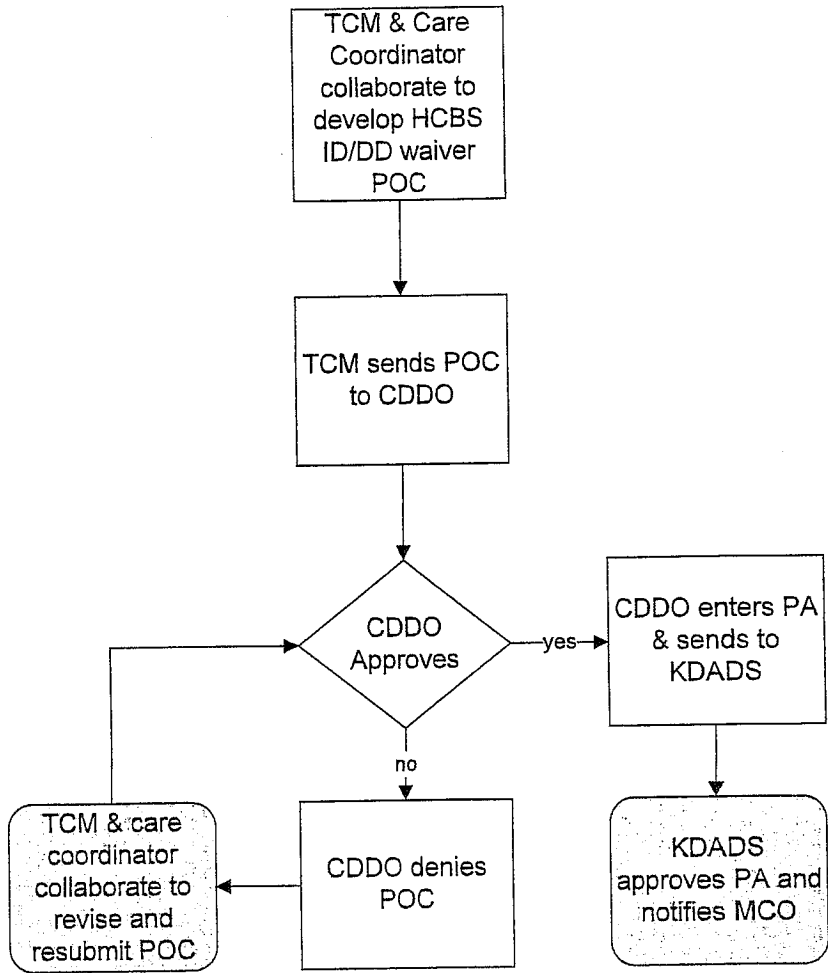 TCM & Care
Coordinator
collaborate to
develop HCBS
ID/DD waiver
POC
TCM sends POC
to CDDO
CDDO
Approves
yes
CDDO enters PA
& sends to
KDADS
no
TCM & care
coordinator
collaborate to
revise and
resubmit POC
CDDO denies
POC
KDADS
approves PA and
notifies MCO